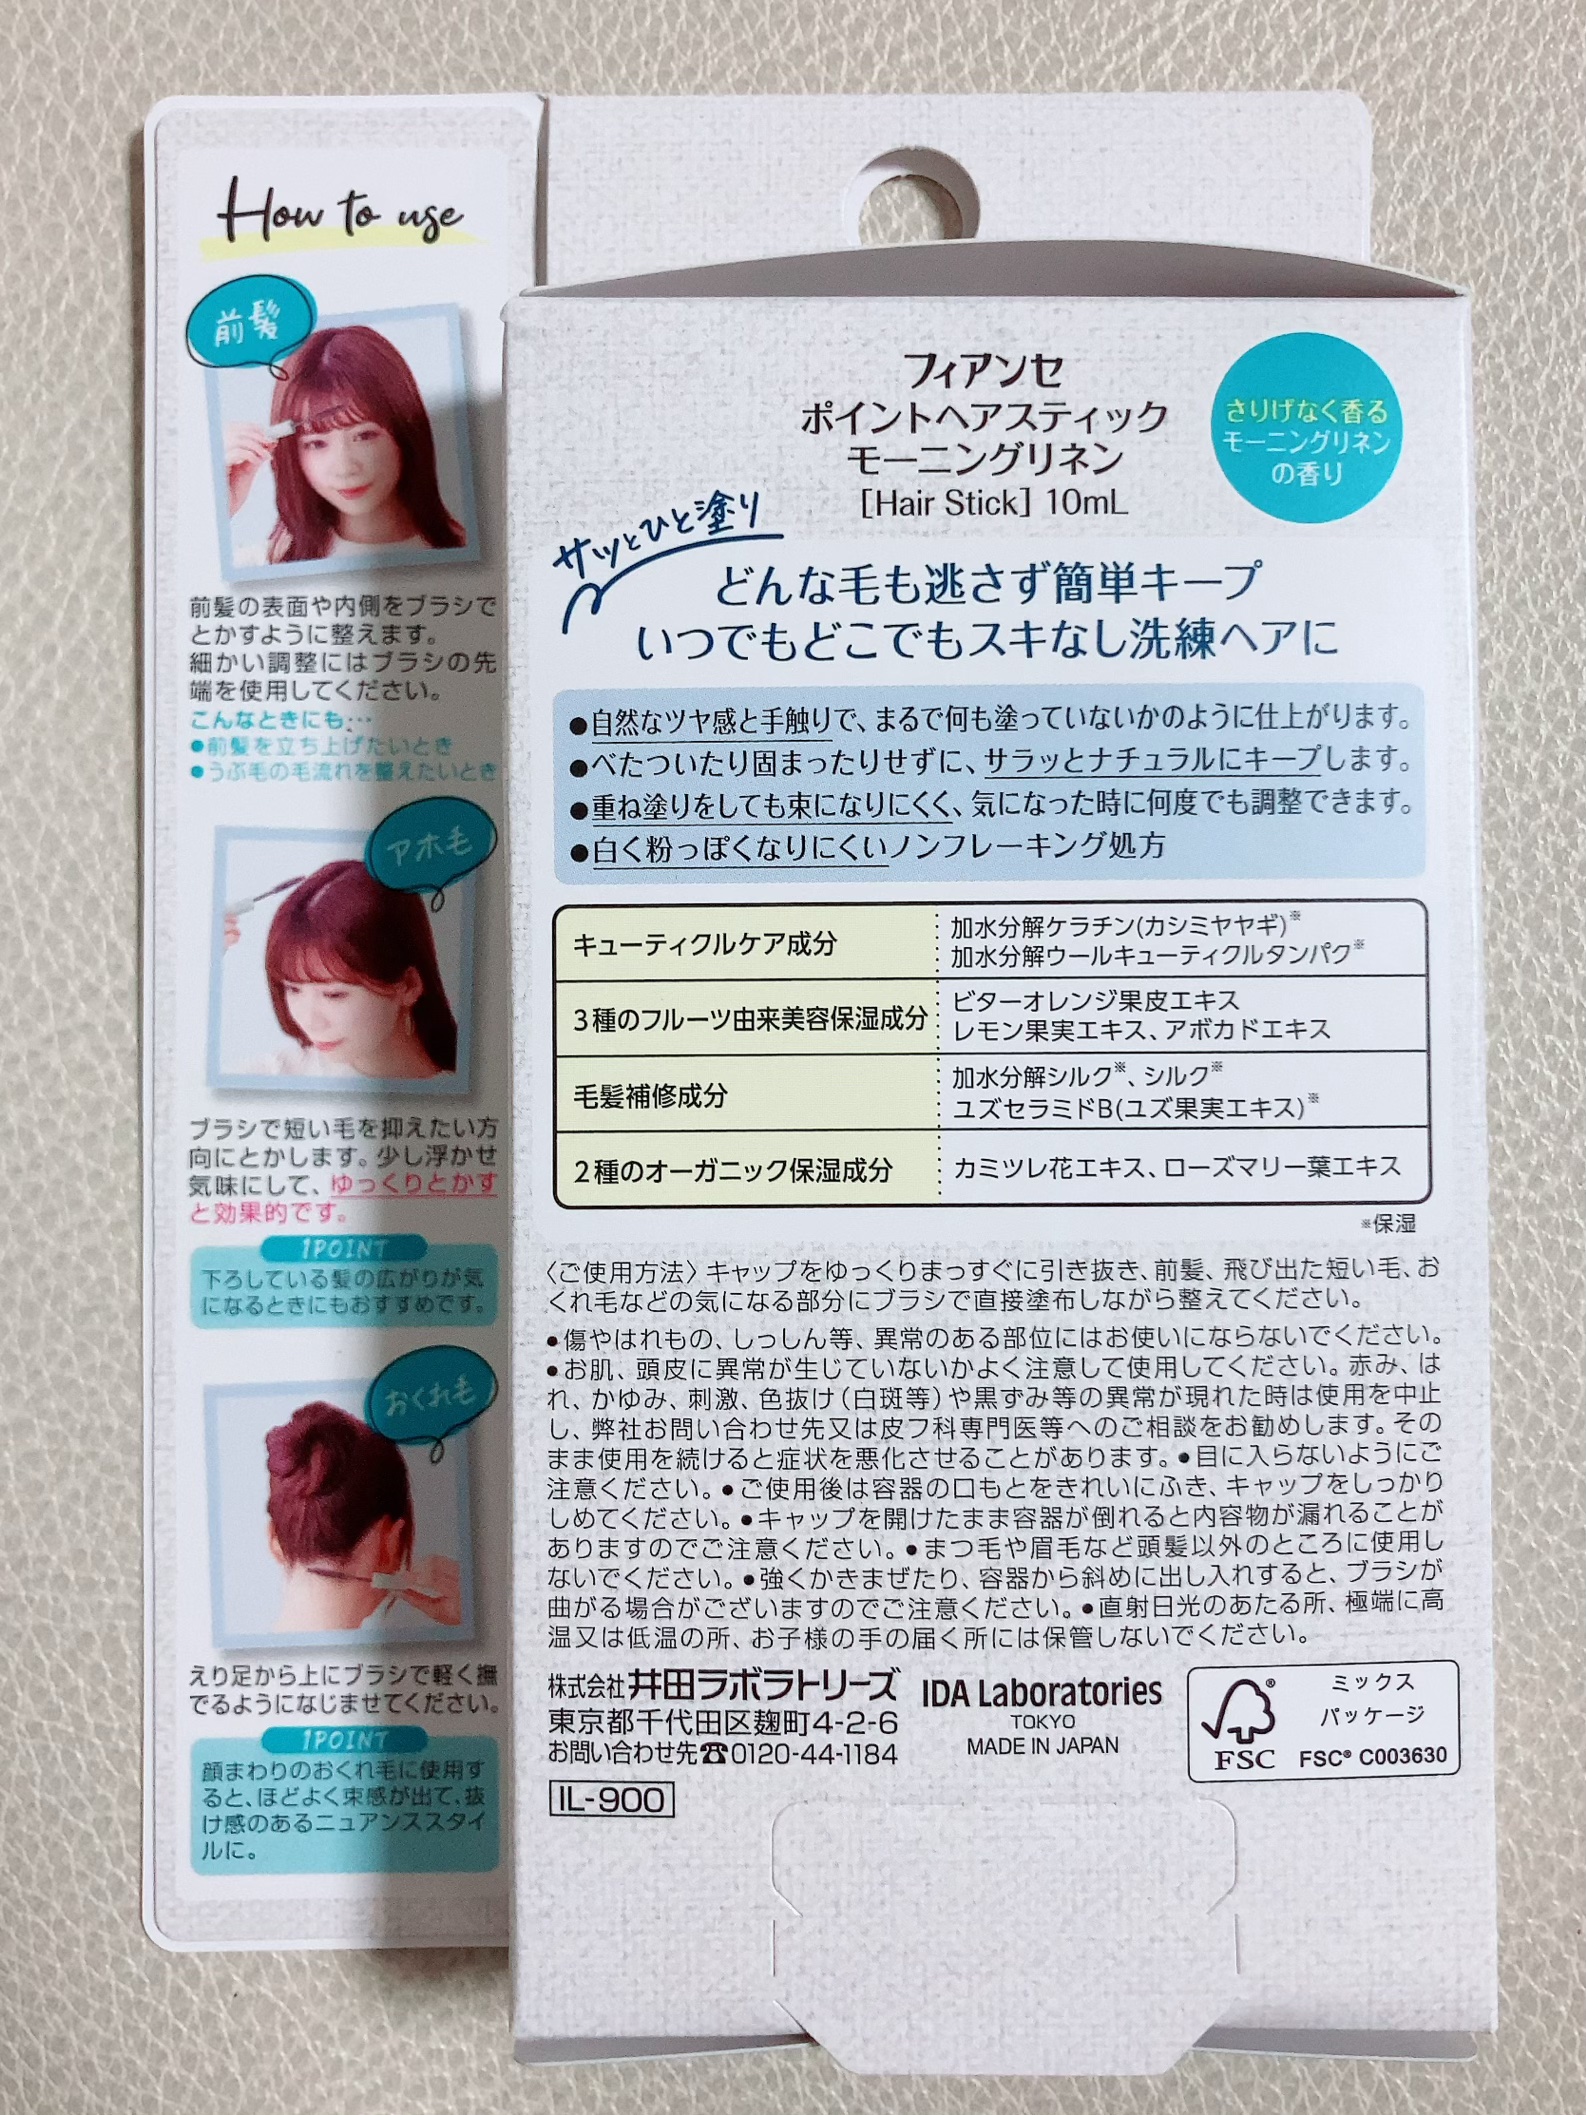 How to use
前髪
前髪の表面や内側をブラシで
とかすように整えます。
細かい調整にはブラシの先
端を使用してください。
こんなときにも…
●前髪を立ち上げたいとき
●うぶ毛の毛流れを整えたいとき
アホ毛
ブラシで短い毛を抑えたい方
向にとかします。少し浮かせ
気味にして、ゆっくりとかす
と効果的です。
1POINT
下ろしている髪の広がりが気
になるときにもおすすめです。
おくれ毛
えり足から上にブラシで軽く撫
でるようになじませてください。
1POINT
顔まわりのおくれ毛に使用す
ると、ほどよく束感が出て、抜
け感のあるニュアンススタイ
ルに。
フィアンセ
ポイントヘアスティック
モーニングリネン
[Hair Stick] 10mL
さりげなく香る
モーニングリネン
の香り
サッとひと塗り
どんな毛も逃さず簡単キープ
いつでもどこでもスキなし洗練ヘアに
●自然なツヤ感と手触りで、まるで何も塗っていないかのように仕上がります。
●べたついたり固まったりせずに、サラッとナチュラルにキープします。
●重ね塗りをしても束になりにくく、気になった時に何度でも調整できます。
●白く粉っぽくなりにくいノンフレーキング処方
キューティクルケア成分
加水分解ケラチン(カシミヤヤギ)※
加水分解ウールキューティクルタンパク※
3種のフルーツ由来美容保湿成分
ビターオレンジ果皮エキス
レモン果実エキス、アボカドエキス
毛髪補修成分
加水分解シルク※、シルク※
ユズセラミドB(ユズ果実エキス)※
2種のオーガニック保湿成分
カミツレ花エキス、ローズマリー葉エキス
※保湿
〈ご使用方法〉キャップをゆっくりまっすぐに引き抜き、前髪、飛び出た短い毛、お
くれ毛などの気になる部分にブラシで直接塗布しながら整えてください。
●傷やはれもの、しっしん等、異常のある部位にはお使いにならないでください。
●お肌、頭皮に異常が生じていないかよく注意して使用してください。赤み、は
れ、かゆみ、刺激、色抜け(白斑等)や黒ずみ等の異常が現れた時は使用を中止
し、弊社お問い合わせ先又は皮フ科専門医等へのご相談をお勧めします。その
まま使用を続けると症状を悪化させることがあります。●目に入らないようにご
注意ください。●ご使用後は容器の口もとをきれいにふき、キャップをしっかり
しめてください。●キャップを開けたまま容器が倒れると内容物が漏れることが
ありますのでご注意ください。●まつ毛や眉毛など頭髪以外のところに使用し
ないでください。●強くかきまぜたり、容器から斜めに出し入れすると、ブラシが
曲がる場合がございますのでご注意ください。●直射日光のあたる所、極端に高
温又は低温の所、お子様の手の届く所には保管しないでください。
株式会社井田ラボラトリーズ
東京都千代田区麹町4-2-6
お問い合わせ先☎0120-44-1184
IL-900
IDA Laboratories
TOKYO
MADE IN JAPAN
®
FSC
ミックス
パッケージ
FSC® C003630